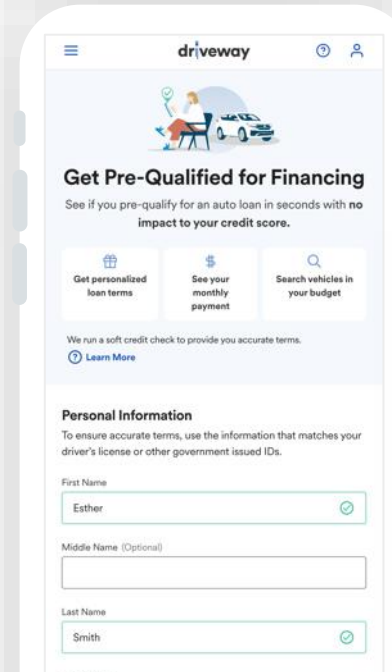 driveway
Get Pre-Qualified for Financing
See if you pre-qualify for an auto loan in seconds with no
impact to your credit score.
Get personalized
loan terms
See your
monthly
payment
Search vehicles in
your budget
We run a soft credit check to provide you accurate terms.
Learn More
Personal Information
To ensure accurate terms, use the information that matches your
driver's license or other government issued IDs.
First Name
Esther
Middle Name (Optional)
Last Name
Smith